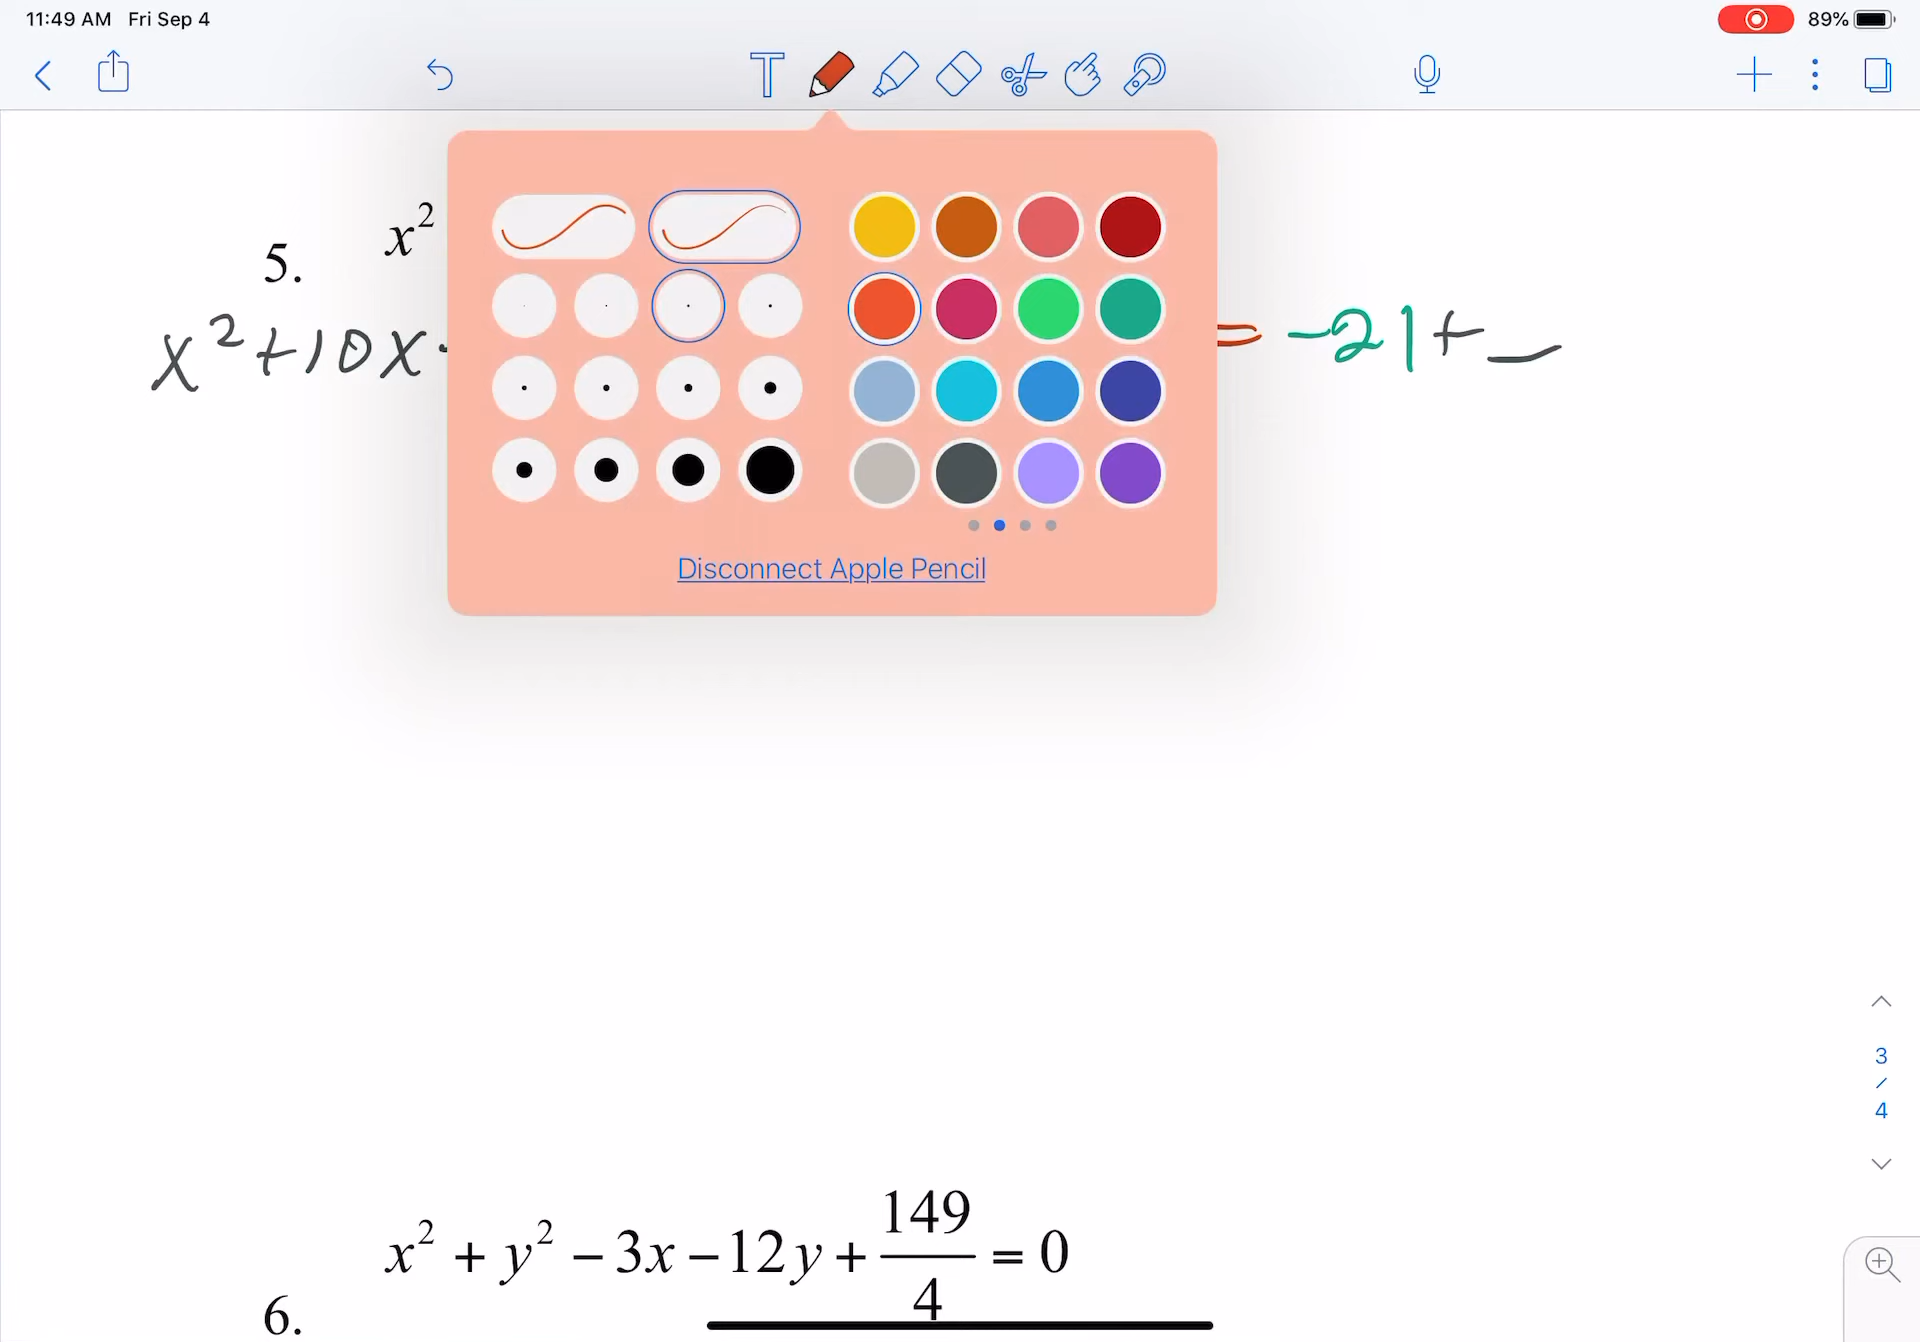 11:49 AM Fri Sep 4 89%
T
5. x²
x²+10x = -21+_
Disconnect Apple Pencil
3
/
4
6. x² + y² − 3x − 12y + 149/4 = 0